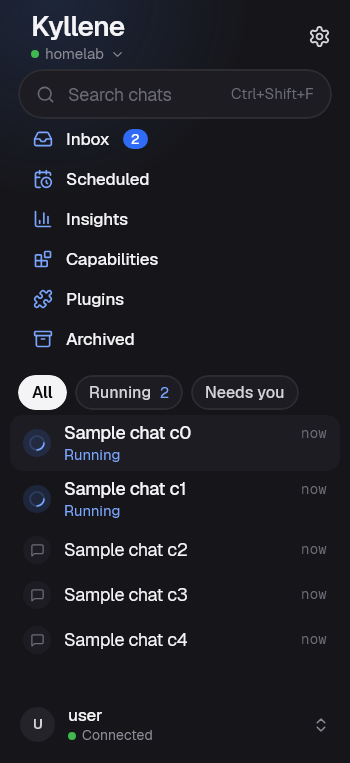 Kyllene
homelab
Search chats Ctrl+Shift+F
Inbox 2
Scheduled
Insights
Capabilities
Plugins
Archived
All Running 2 Needs you
Sample chat c0 now
Running
Sample chat c1 now
Running
Sample chat c2 now
Sample chat c3 now
Sample chat c4 now
U user
Connected